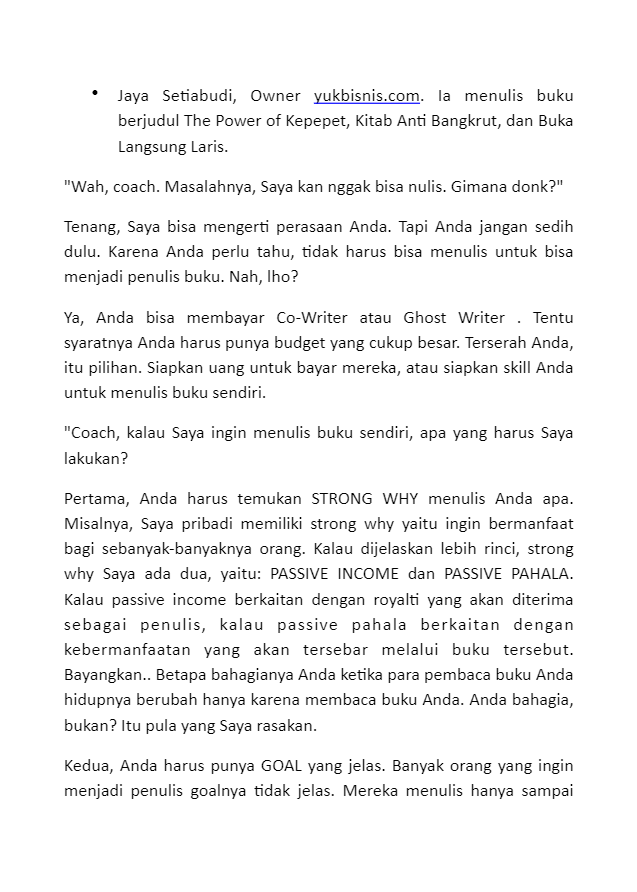 • Jaya Setiabudi, Owner yukbisnis.com. Ia menulis buku
berjudul The Power of Kepepet, Kitab Anti Bangkrut, dan Buka
Langsung Laris.
"Wah, coach. Masalahnya, Saya kan nggak bisa nulis. Gimana donk?"
Tenang, Saya bisa mengerti perasaan Anda. Tapi Anda jangan sedih
dulu. Karena Anda perlu tahu, tidak harus bisa menulis untuk bisa
menjadi penulis buku. Nah, lho?
Ya, Anda bisa membayar Co-Writer atau Ghost Writer . Tentu
syaratnya Anda harus punya budget yang cukup besar. Terserah Anda,
itu pilihan. Siapkan uang untuk bayar mereka, atau siapkan skill Anda
untuk menulis buku sendiri.
"Coach, kalau Saya ingin menulis buku sendiri, apa yang harus Saya
lakukan?
Pertama, Anda harus temukan STRONG WHY menulis Anda apa.
Misalnya, Saya pribadi memiliki strong why yaitu ingin bermanfaat
bagi sebanyak-banyaknya orang. Kalau dijelaskan lebih rinci, strong
why Saya ada dua, yaitu: PASSIVE INCOME dan PASSIVE PAHALA.
Kalau passive income berkaitan dengan royalti yang akan diterima
sebagai penulis, kalau passive pahala berkaitan dengan
kebermanfaatan yang akan tersebar melalui buku tersebut.
Bayangkan.. Betapa bahagianya Anda ketika para pembaca buku Anda
hidupnya berubah hanya karena membaca buku Anda. Anda bahagia,
bukan? Itu pula yang Saya rasakan.
Kedua, Anda harus punya GOAL yang jelas. Banyak orang yang ingin
menjadi penulis goalnya tidak jelas. Mereka menulis hanya sampai